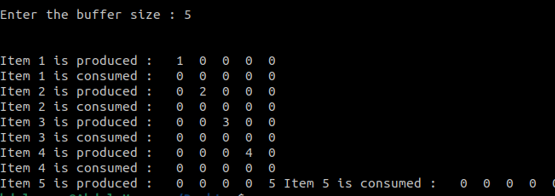 Enter the buffer size : 5
Item 1 is produced : 1 0 0 0 0
Item 1 is consumed : 0 0 0 0 0
Item 2 is produced : 0 2 0 0 0
Item 2 is consumed : 0 0 0 0 0
Item 3 is produced : 0 0 3 0 0
Item 3 is consumed : 0 0 0 0 0
Item 4 is produced : 0 0 0 4 0
Item 4 is consumed : 0 0 0 0 0
Item 5 is produced : 0 0 0 0 5 Item 5 is consumed : 0 0 0 0 0